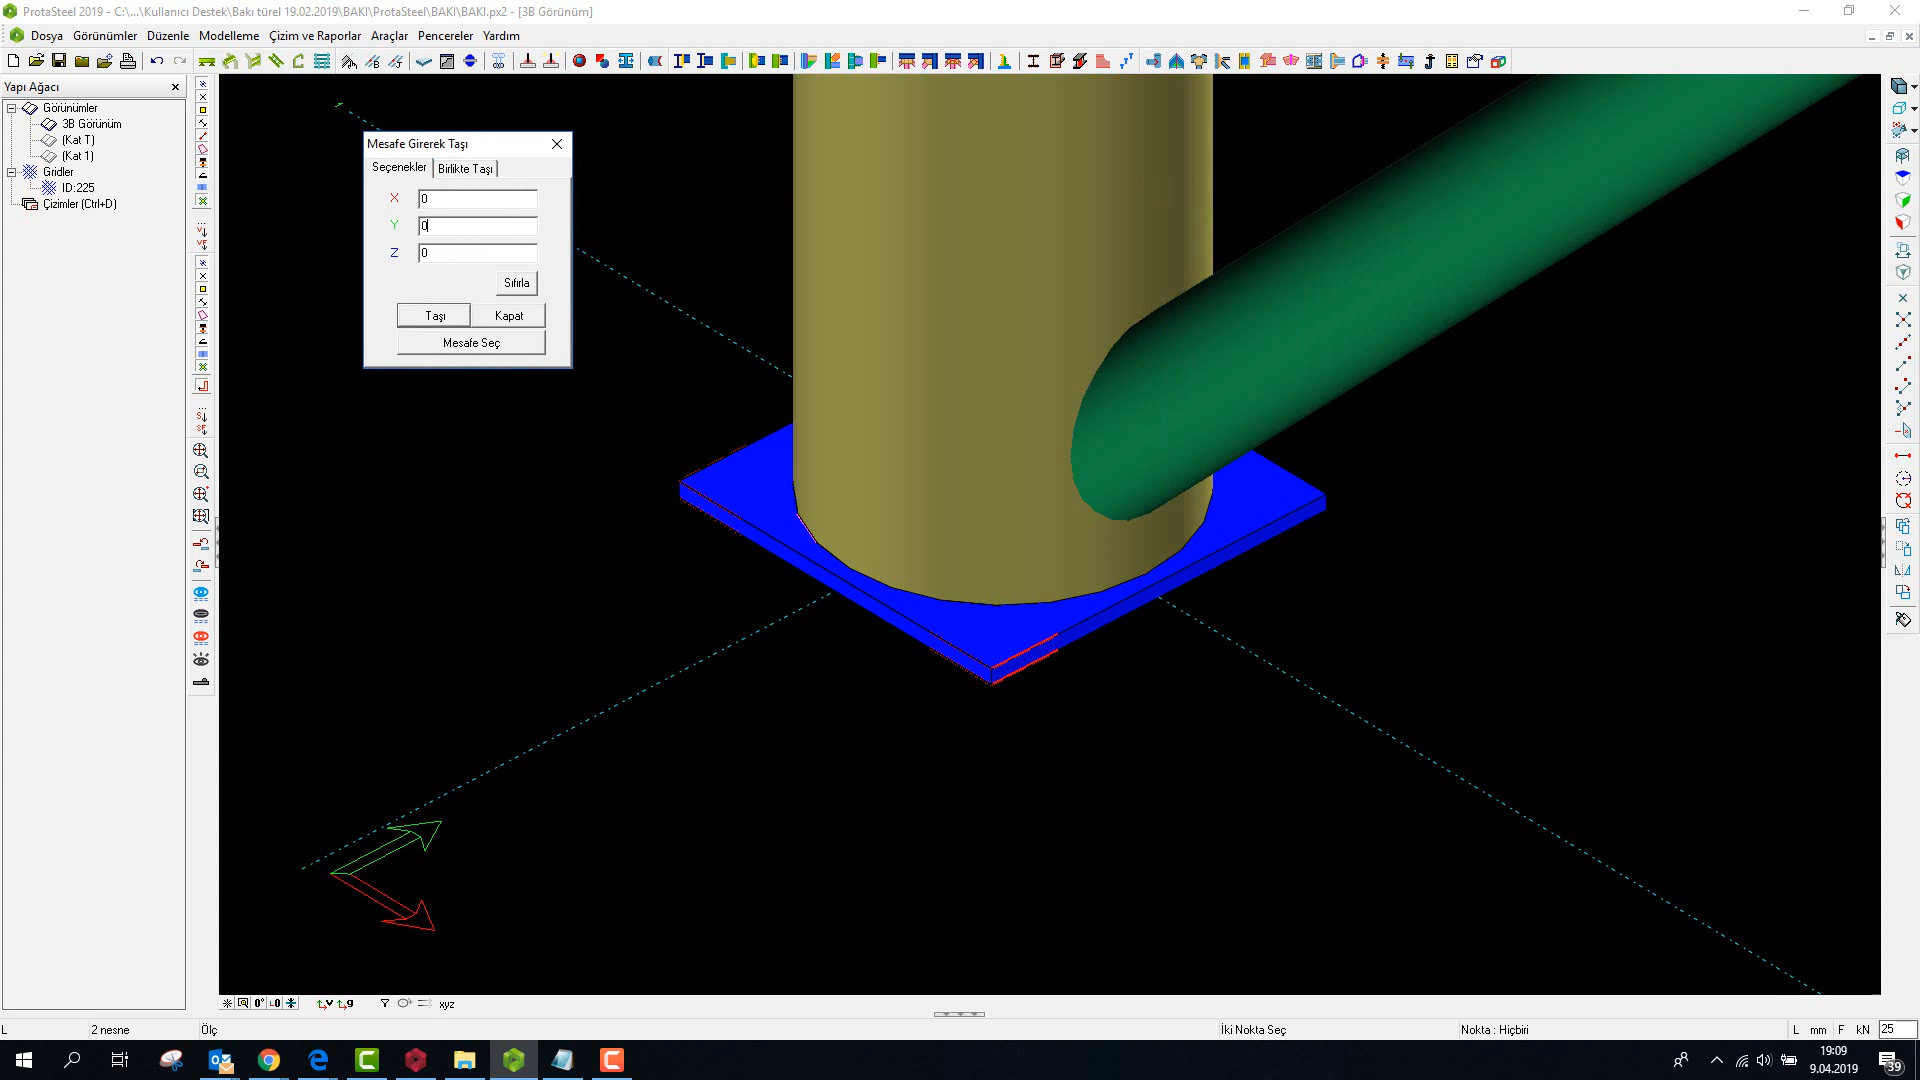 ProtaSteel 2019 - C:\...\Kullanıcı Destek\Bakı türel 19.02.2019\BAKI\ProtaSteel\BAKI\BAKI.px2 - [3B Görünüm]
Dosya Görünümler Düzenle Modelleme Çizim ve Raporlar Araçlar Pencereler Yardım
Yapı Ağacı
Görünümler
3B Görünüm
(Kat T)
(Kat 1)
Gridler
ID:225
Çizimler (Ctrl+D)
Mesafe Girerek Taşı
Seçenekler Birlikte Taşı
X 0
Y 0
Z 0
Sıfırla
Taşı Kapat
Mesafe Seç
xyz
L 2 nesne Ölç İki Nokta Seç Nokta : Hiçbiri L mm F kN 25
19:09
9.04.2019
39